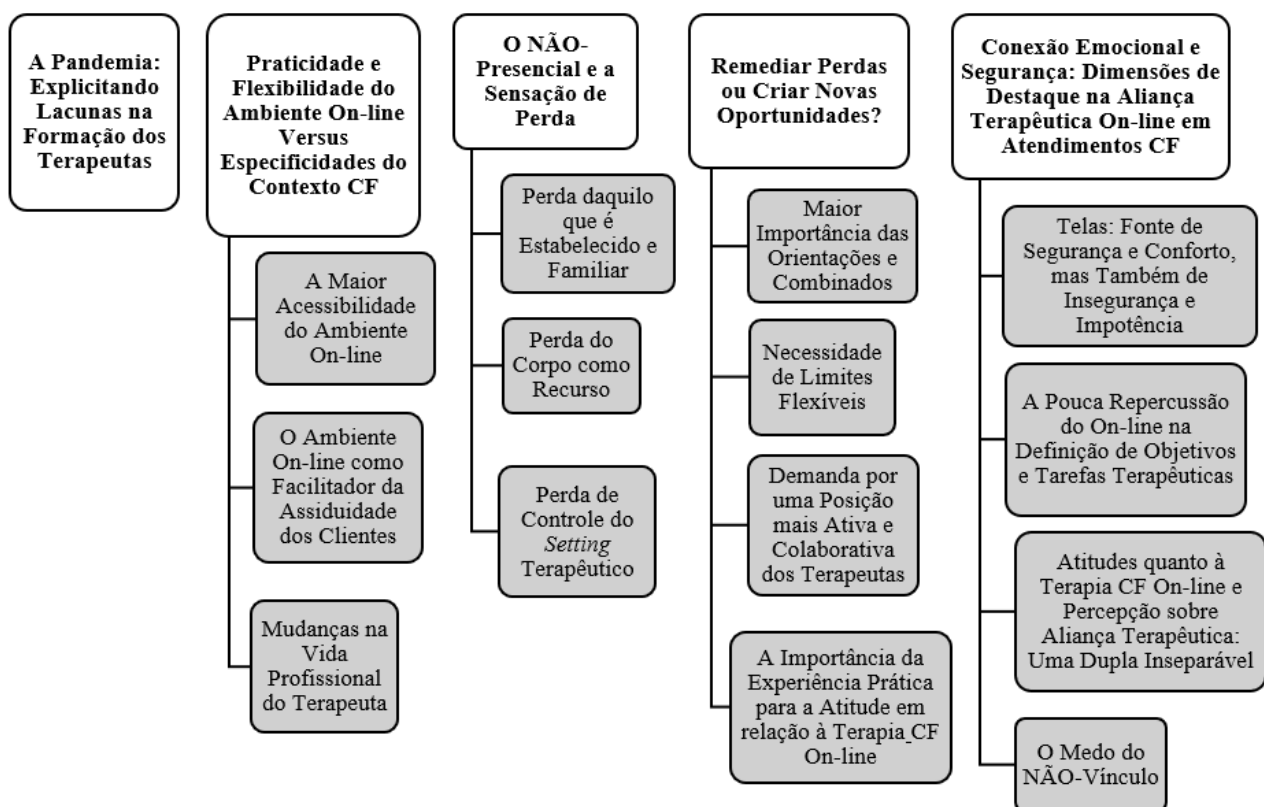 A Pandemia:
Explicitando
Lacunas na
Formação dos
Terapeutas
Praticidade e
Flexibilidade do
Ambiente On-line
Versus
Especificidades do
Contexto CF
A Maior
Acessibilidade
do Ambiente
On-line
O Ambiente
On-line como
Facilitador da
Assiduidade
dos Clientes
Mudanças na
Vida
Profissional
do Terapeuta
O NÃO-
Presencial e a
Sensação de
Perda
Perda daquilo
que é
Estabelecido e
Familiar
Perda do
Corpo como
Recurso
Perda de
Controle do
Setting
Terapêutico
Remediar Perdas
ou Criar Novas
Oportunidades?
Maior
Importância das
Orientações e
Combinados
Necessidade
de Limites
Flexíveis
Demanda por
uma Posição
mais Ativa e
Colaborativa
dos Terapeutas
A Importância da
Experiência Prática
para a Atitude em
relação à Terapia CF
On-line
Conexão Emocional e
Segurança: Dimensões de
Destaque na Aliança
Terapêutica On-line em
Atendimentos CF
Telas: Fonte de
Segurança e Conforto,
mas Também de
Insegurança e
Impotência
A Pouca Repercussão
do On-line na
Definição de Objetivos
e Tarefas Terapêuticas
Atitudes quanto à
Terapia CF On-line e
Percepção sobre
Aliança Terapêutica:
Uma Dupla Inseparável
O Medo do
NÃO-Vínculo